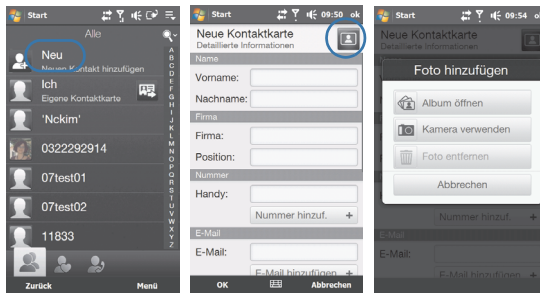 Start
Alle
Neu
Neuen Kontakt hinzufügen
Ich
Eigene Kontaktkarte
'Nckim'
0322292914
07test01
07test02
11833
A
B
C
D
E
F
G
H
I
J
K
L
M
N
O
P
Q
R
S
T
U
V
W
X
Y
Z
Zurück Menü
Start 09:50 ok
Neue Kontaktkarte
Detaillierte Informationen
Name
Vorname:
Nachname:
Firma
Firma:
Position:
Nummer
Handy:
Nummer hinzuf. +
E-Mail
E-Mail:
E-Mail hinzufügen +
OK Abbrechen
Start 09:54
Neue Kontaktkarte
Detaillierte Informationen
Foto hinzufügen
Album öffnen
Kamera verwenden
Foto entfernen
Abbrechen
Nummer hinzuf. +
E-Mail
E-Mail:
E-Mail hinzufügen +